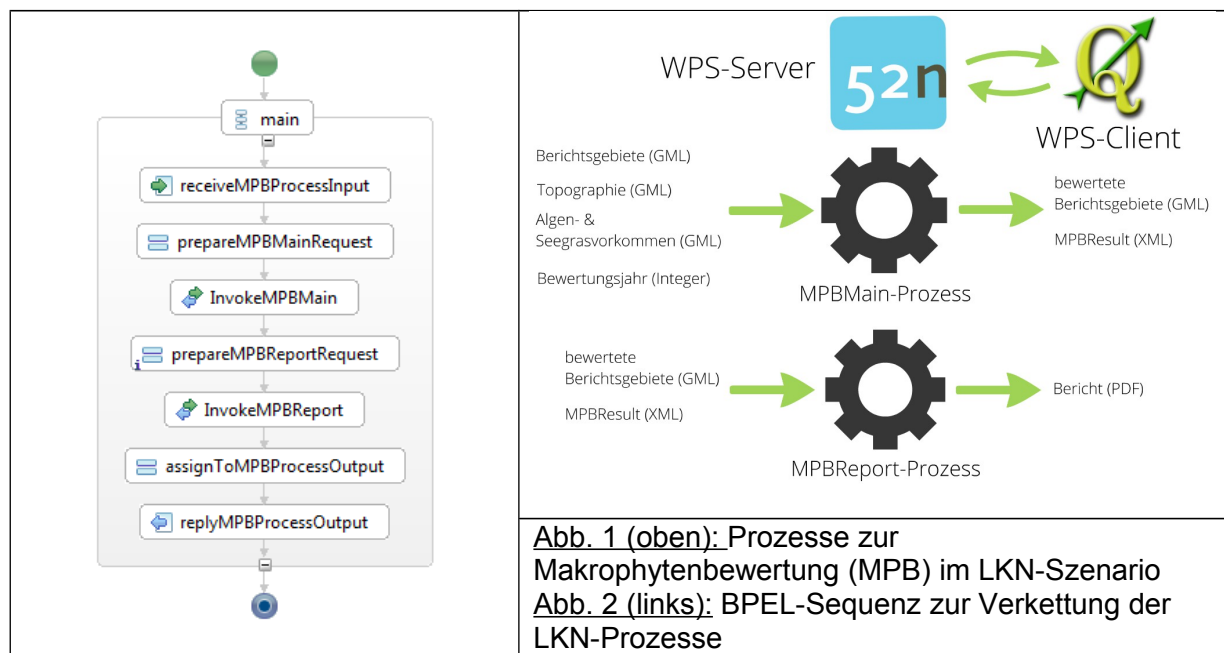 main
receiveMPBProcessInput
prepareMPBMainRequest
InvokeMPBMain
i prepareMPBReportRequest
InvokeMPBReport
assignToMPBProcessOutput
replyMPBProcessOutput
WPS-Server
52n
WPS-Client
Berichtsgebiete (GML)
Topographie (GML)
Algen- &
Seegrasvorkommen (GML)
Bewertungsjahr (Integer)
MPBMain-Prozess
bewertete
Berichtsgebiete (GML)
MPBResult (XML)
bewertete
Berichtsgebiete (GML)
MPBResult (XML)
MPBReport-Prozess
Bericht (PDF)
Abb. 1 (oben): Prozesse zur
Makrophytenbewertung (MPB) im LKN-Szenario
Abb. 2 (links): BPEL-Sequenz zur Verkettung der
LKN-Prozesse